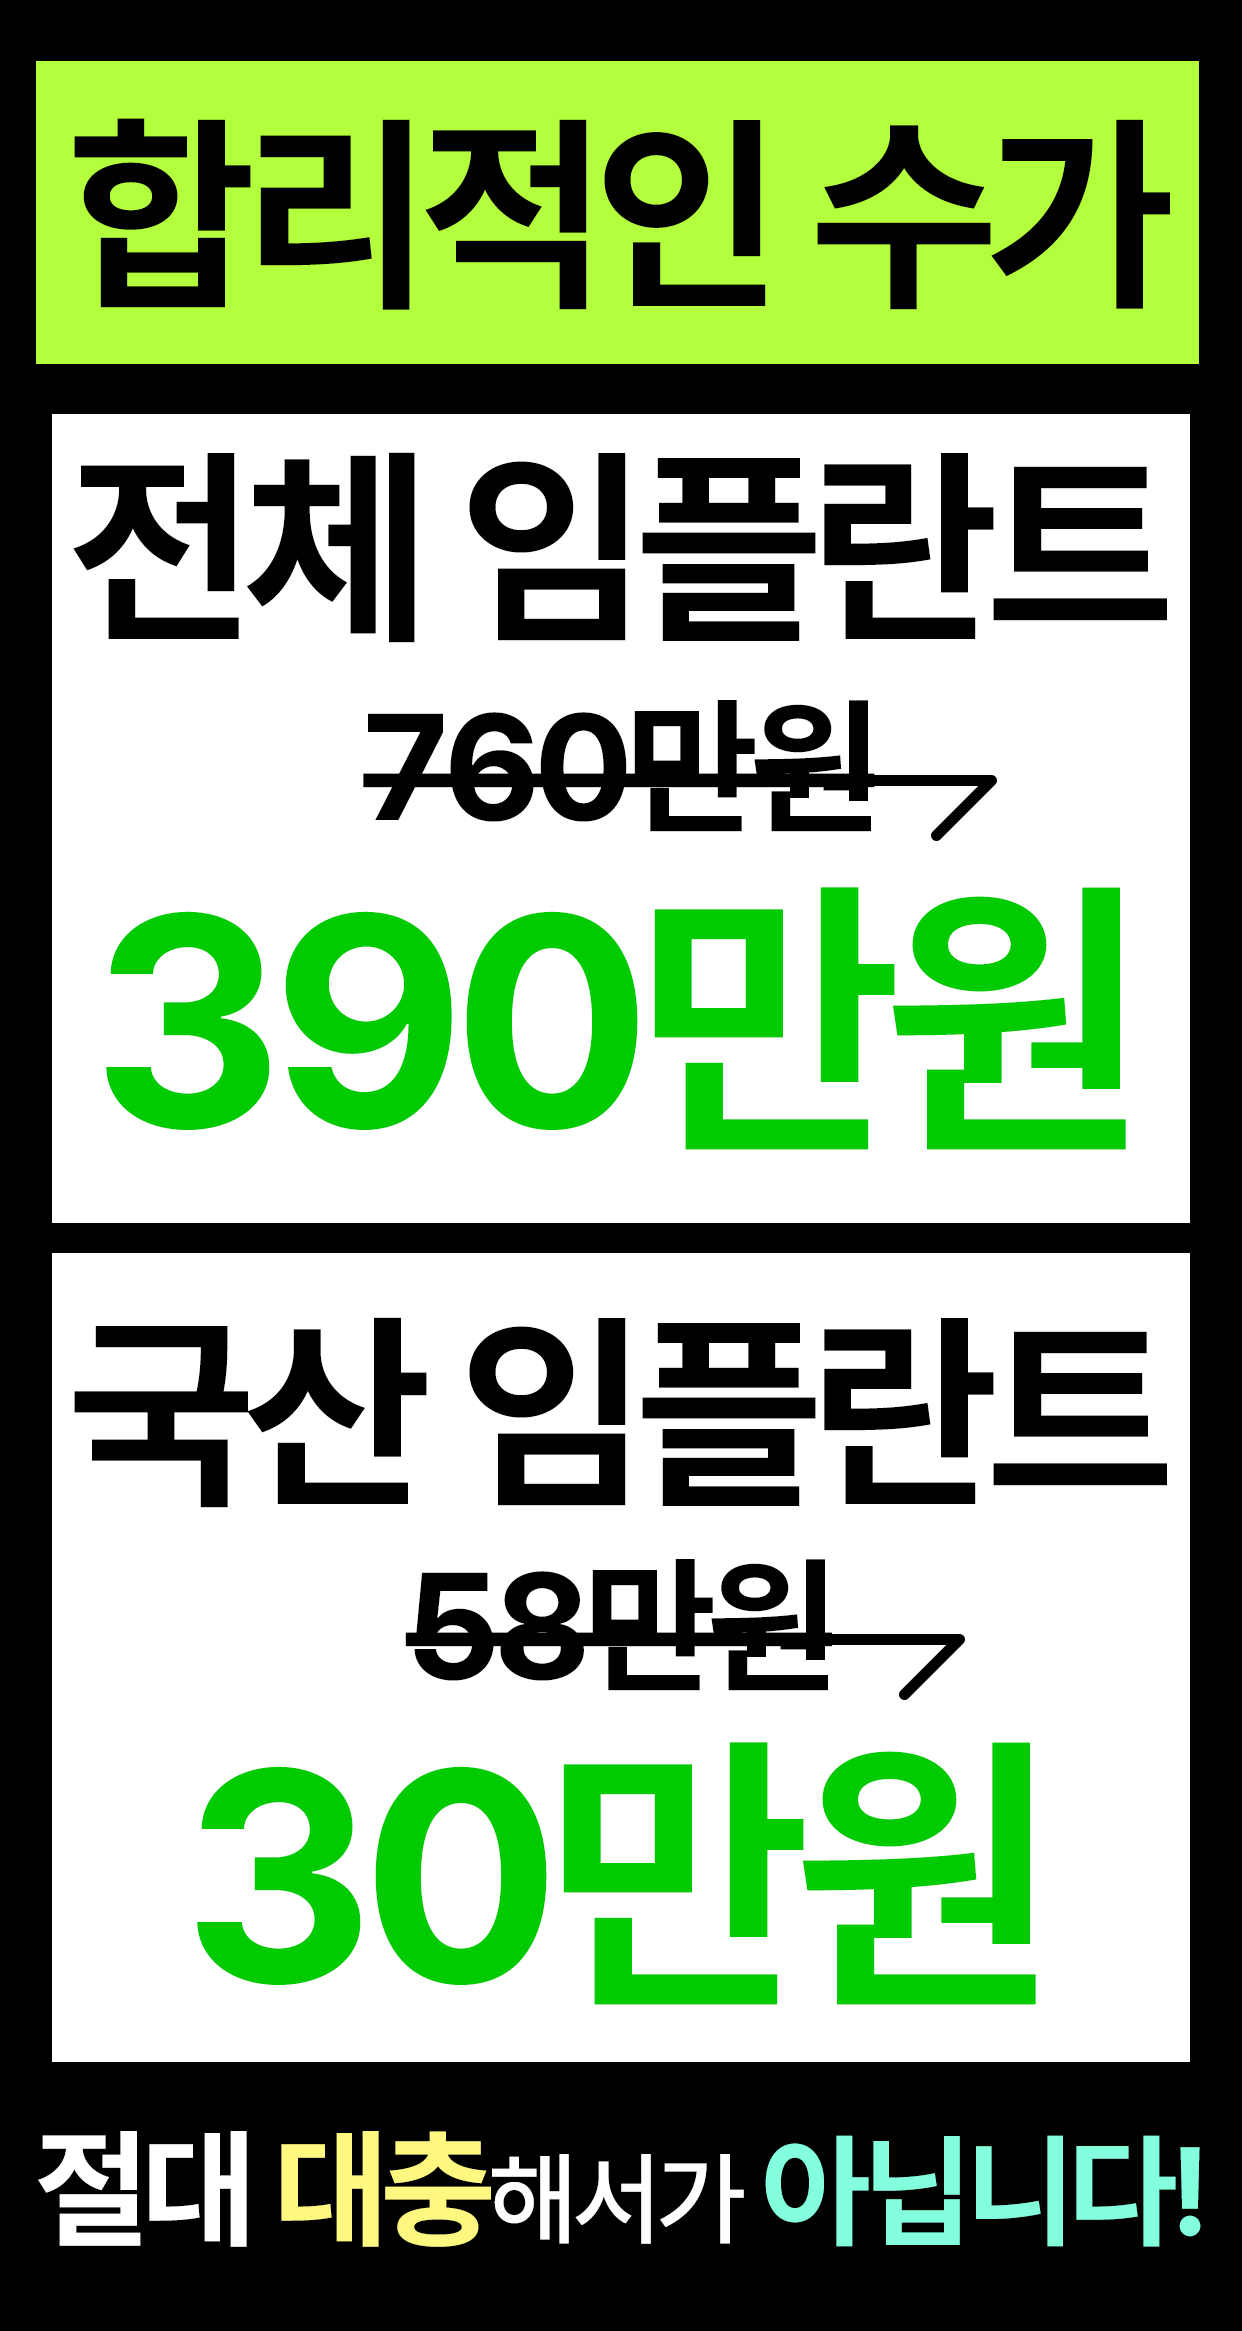 합리적인 수가
전체 임플란트
760만원
390만원
국산 임플란트
58만원
30만원
절대 대충해서가 아닙니다!